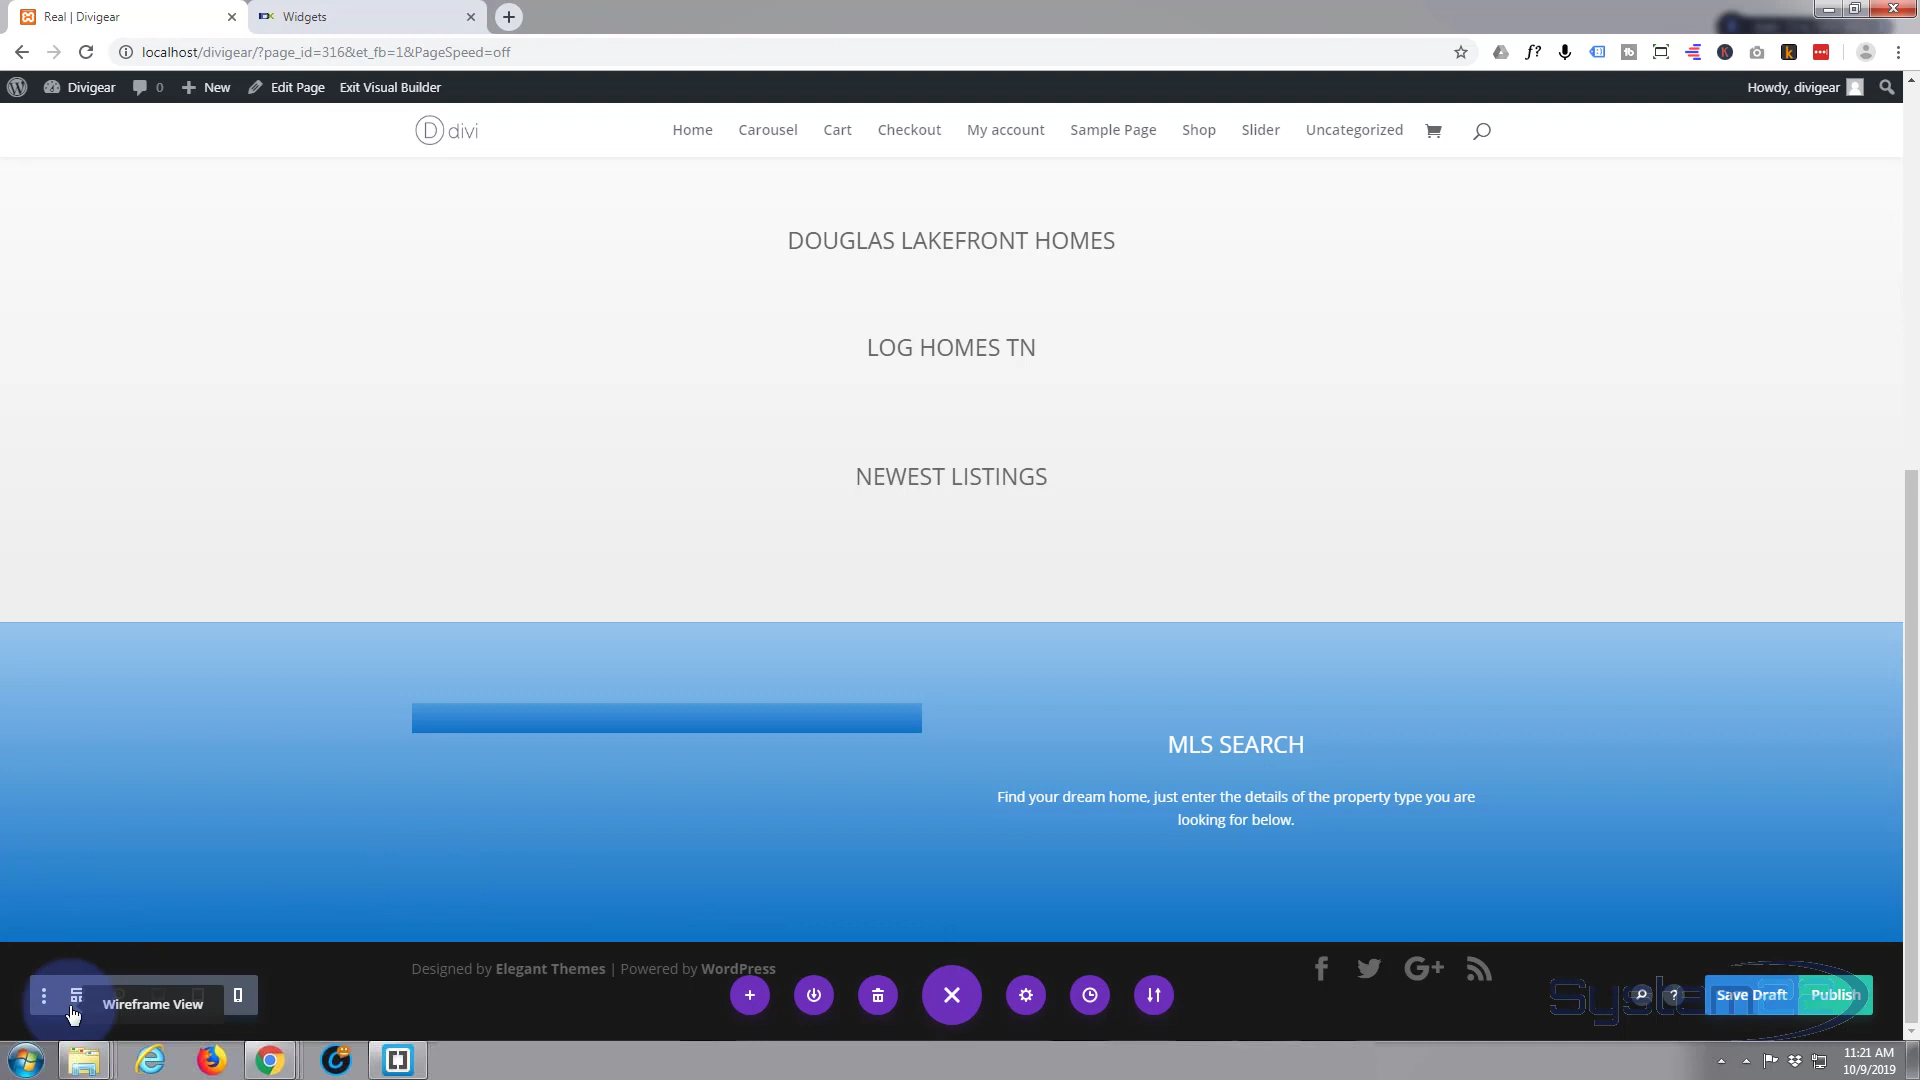 Real | Divigear
Widgets
localhost/divigear/?page_id=316&et_fb=1&PageSpeed=off
Divigear 0 New Edit Page Exit Visual Builder Howdy, divigear
D divi
Home Carousel Cart Checkout My account Sample Page Shop Slider Uncategorized
DOUGLAS LAKEFRONT HOMES
LOG HOMES TN
NEWEST LISTINGS
MLS SEARCH
Find your dream home, just enter the details of the property type you are
looking for below.
Designed by Elegant Themes | Powered by WordPress
Wireframe View
Save Draft Publish
11:21 AM
10/9/2019